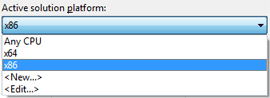 Active solution platform:
x86
Any CPU
x64
x86
<New...>
<Edit...>